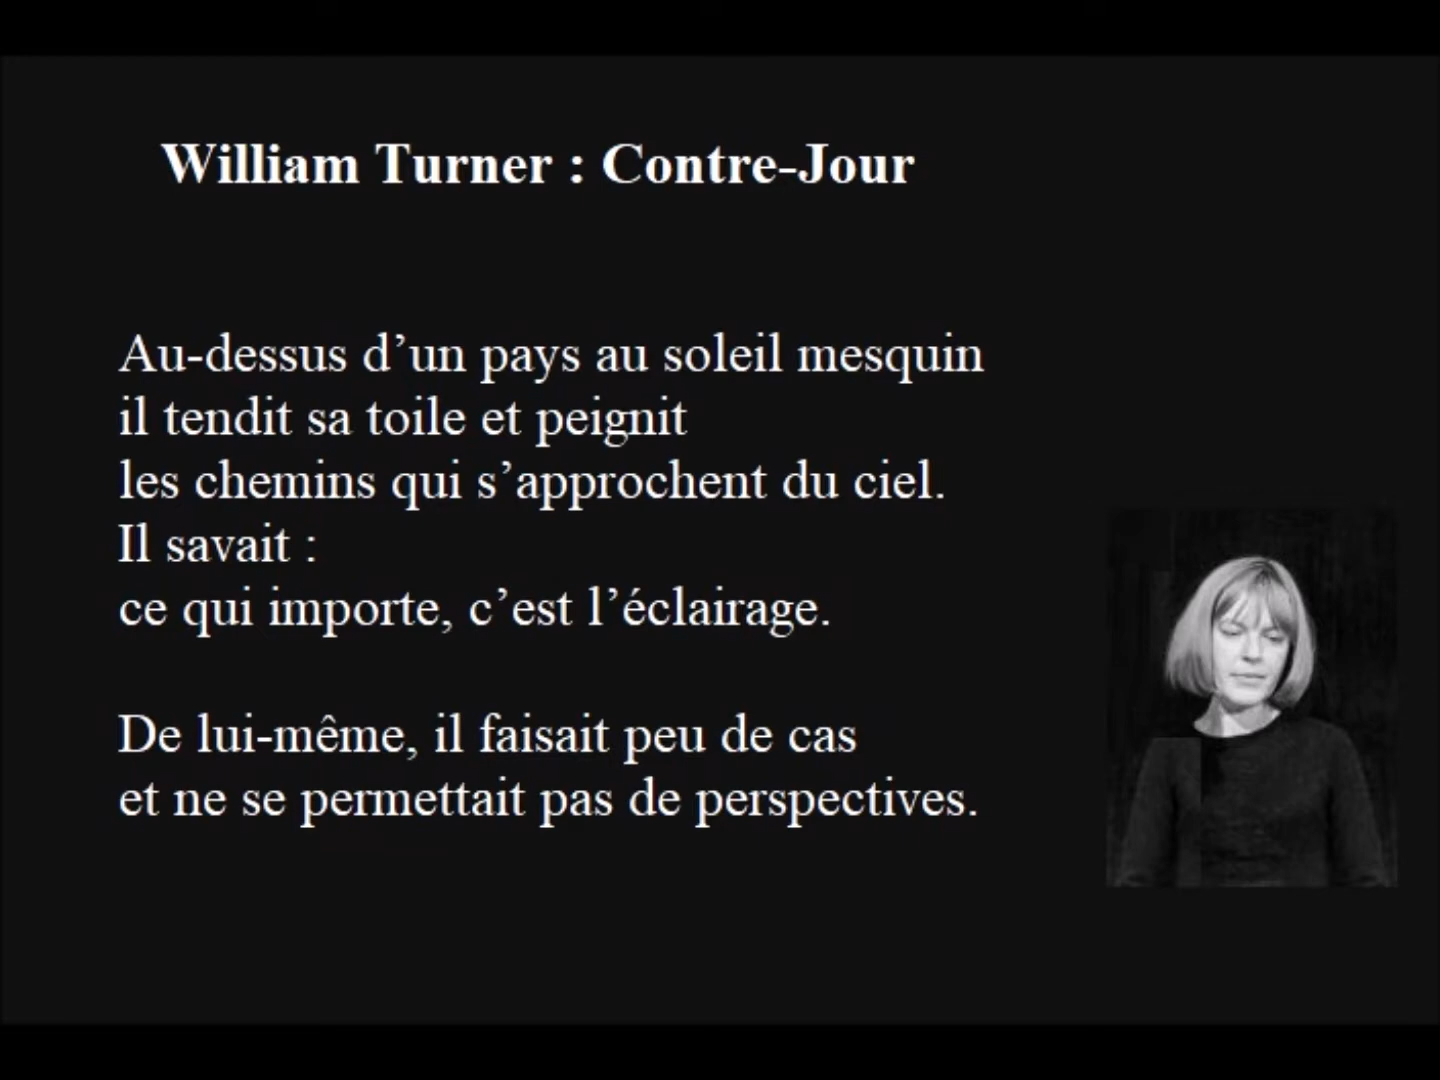 William Turner : Contre-Jour
Au-dessus d’un pays au soleil mesquin
il tendit sa toile et peignit
les chemins qui s’approchent du ciel.
Il savait :
ce qui importe, c’est l’éclairage.
De lui-même, il faisait peu de cas
et ne se permettait pas de perspectives.